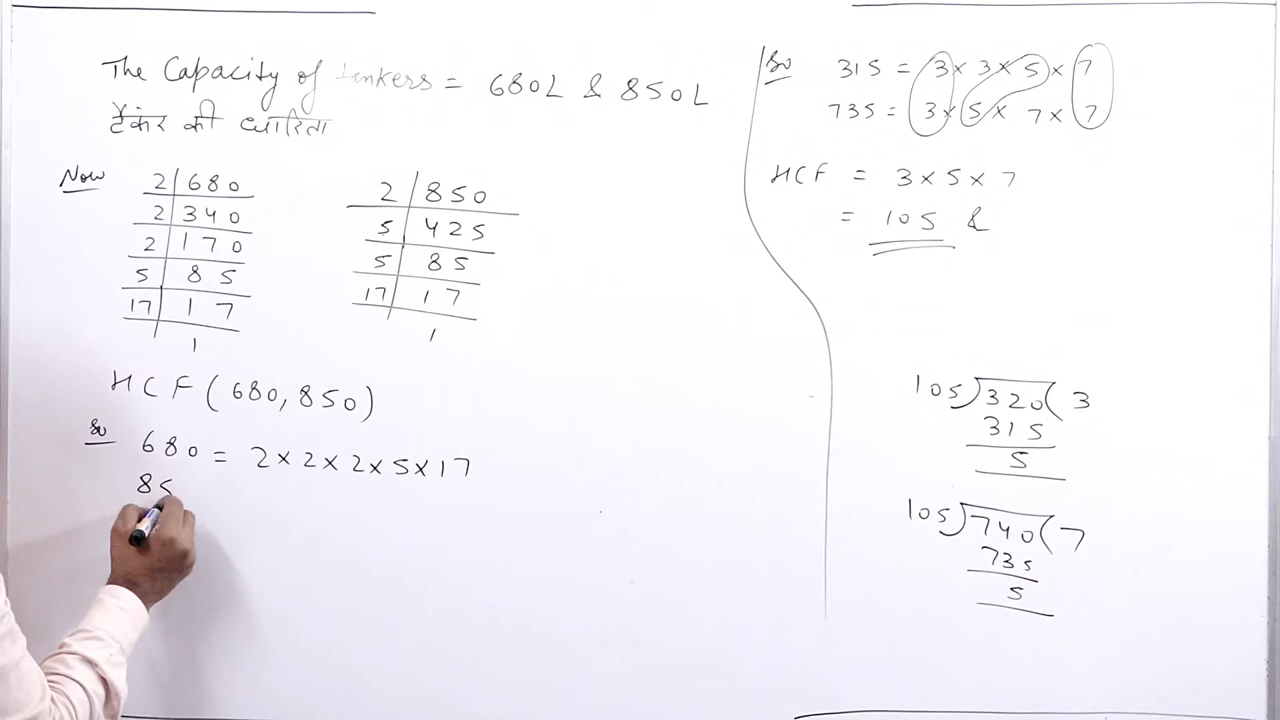 The Capacity of tankers = 680L & 850L
टैंकर की धारिता
Now
2 | 680
2 | 340
2 | 170
5 | 85
17 | 17
1
2 | 850
5 | 425
5 | 85
17 | 17
1
HCF (680,850)
So
680 = 2 × 2 × 2 × 5 × 17
85
So 315 = 3 × 3 × 5 × 7
735 = 3 × 5 × 7 × 7
HCF = 3 × 5 × 7
= 105 &
105)320(3
315
5
105)740(7
735
5